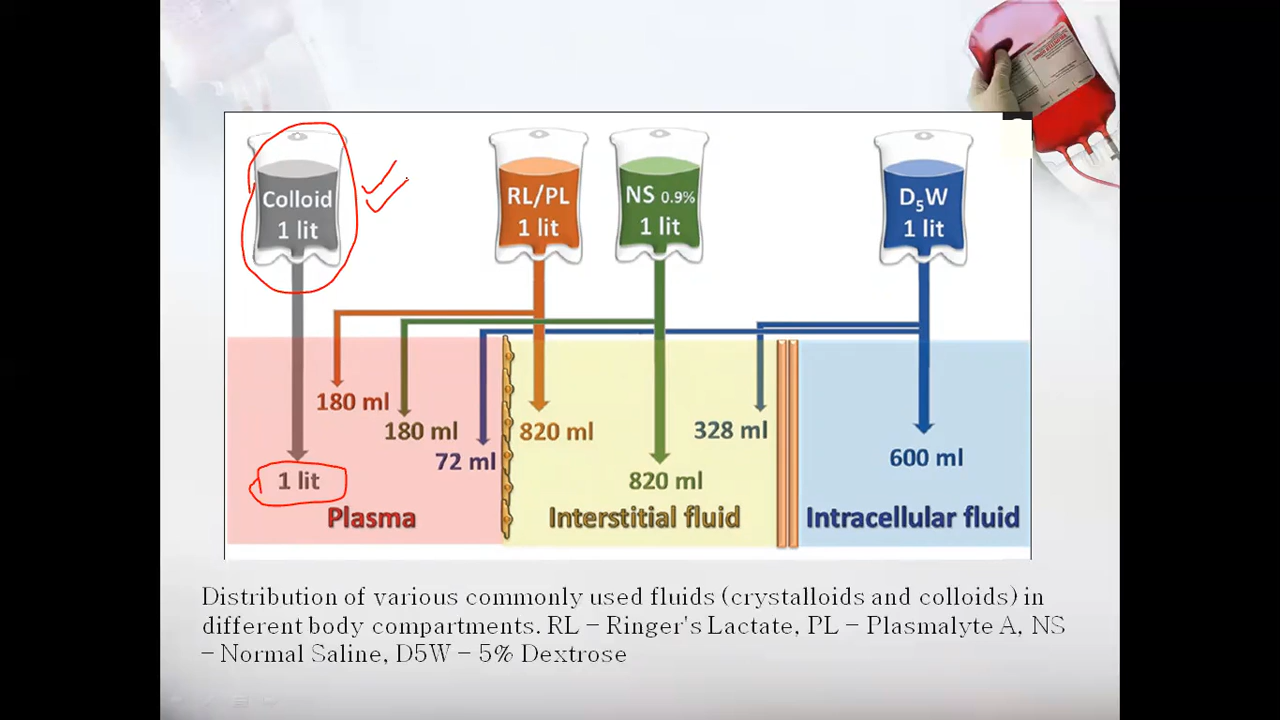 Colloid
1 lit
RL/PL
1 lit
NS 0.9%
1 lit
D₅W
1 lit
180 ml
180 ml
72 ml
820 ml
820 ml
328 ml
600 ml
1 lit
Plasma
Interstitial fluid
Intracellular fluid
Distribution of various commonly used fluids (crystalloids and colloids) in
different body compartments. RL – Ringer's Lactate, PL – Plasmalyte A, NS
– Normal Saline, D5W – 5% Dextrose